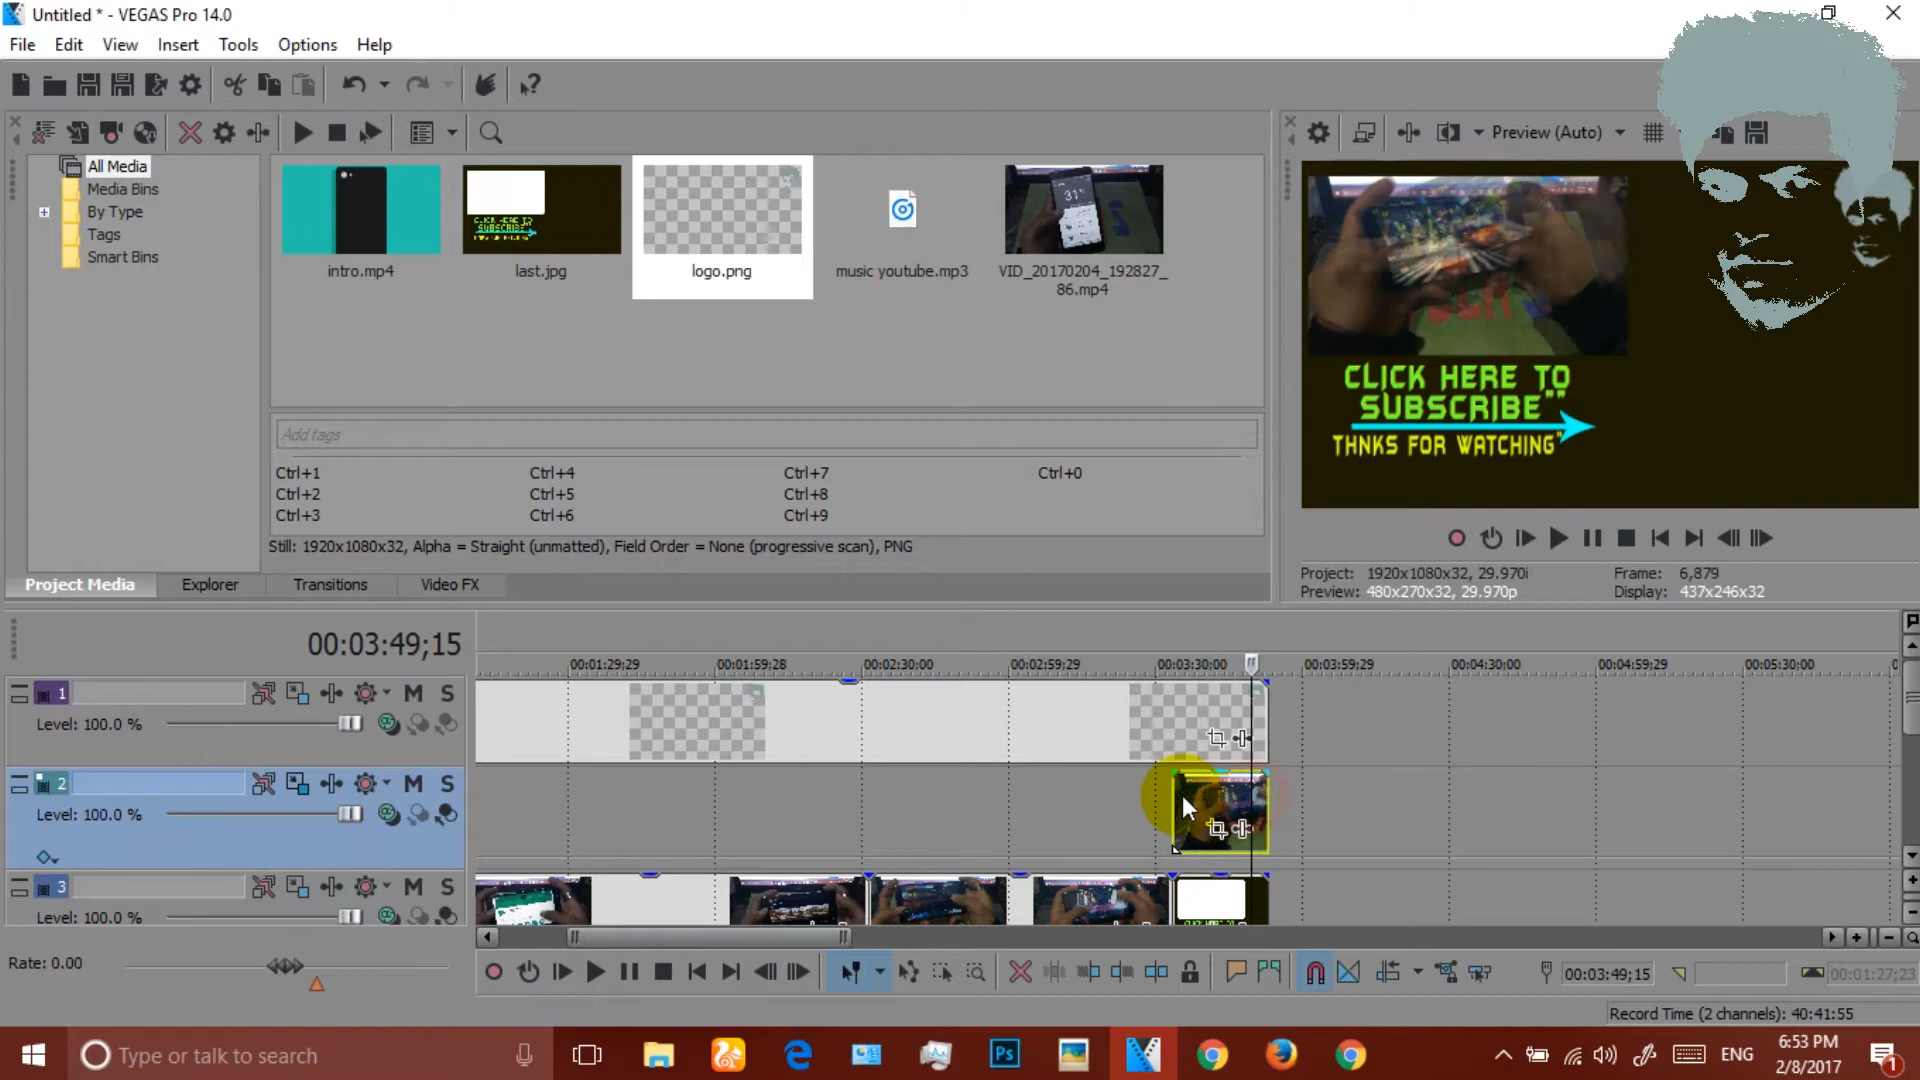 Untitled * - VEGAS Pro 14.0
File Edit View Insert Tools Options Help
Preview (Auto)
All Media
Media Bins
By Type
Tags
Smart Bins
intro.mp4
last.jpg
logo.png
music youtube.mp3
VID_20170204_192827_
86.mp4
CLICK HERE TO
SUBSCRIBE""
THNKS FOR WATCHING"
Add tags
Ctrl+1 Ctrl+4 Ctrl+7 Ctrl+0
Ctrl+2 Ctrl+5 Ctrl+8
Ctrl+3 Ctrl+6 Ctrl+9
Still: 1920x1080x32, Alpha = Straight (unmatted), Field Order = None (progressive scan), PNG
Project Media Explorer Transitions Video FX
Project: 1920x1080x32, 29.970i Frame: 6,879
Preview: 480x270x32, 29.970p Display: 437x246x32
00:03:49;15
00:01:29;29 00:01:59;28 00:02:30;00 00:02:59;29 00:03:30;00 00:03:59;29 00:04:30;00 00:04:59;29 00:05:30;00
1 M S
Level: 100.0 %
2 M S
Level: 100.0 %
3 M S
Level: 100.0 %
Rate: 0.00
00:03:49;15 00:01:27;23
Record Time (2 channels): 40:41:55
Type or talk to search
Ps
ENG
6:53 PM
2/8/2017
1